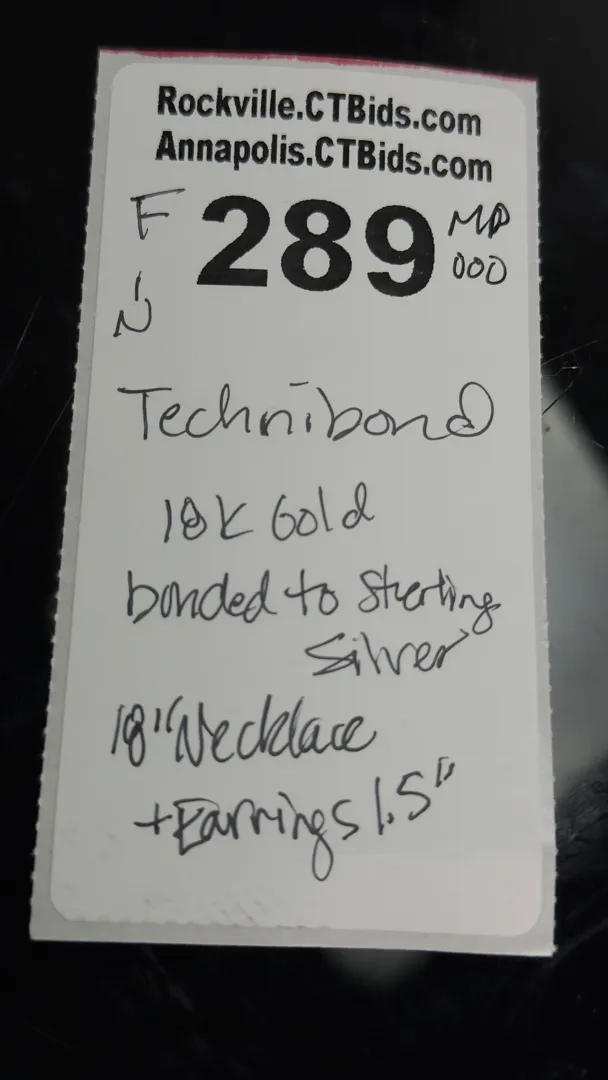 Rockville.CTBids.com
Annapolis.CTBids.com
F 289 MP
000
- N
Technibond
18K Gold
bonded to Sterling
Silver
18" Necklace
+ Earrings 1.5"